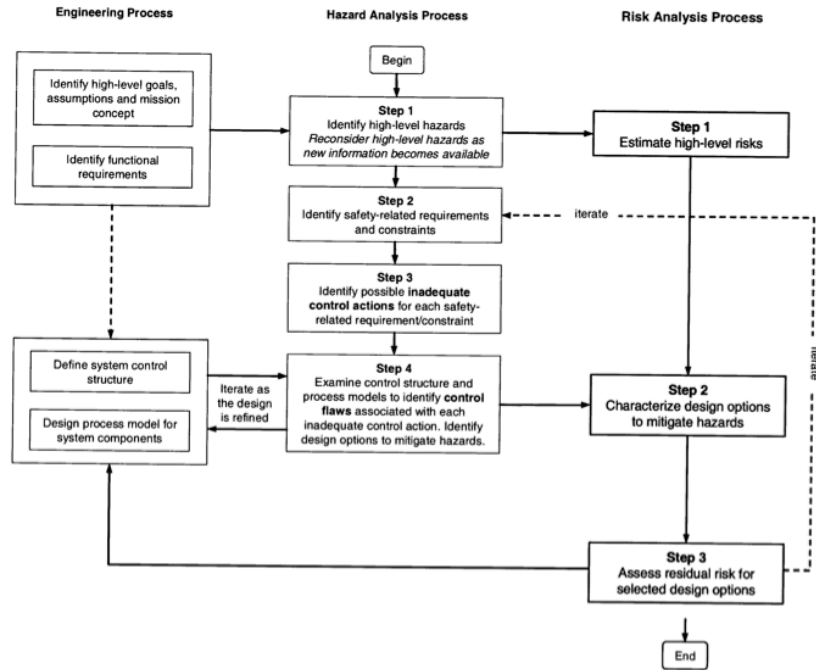 Engineering Process
Hazard Analysis Process
Risk Analysis Process
Begin
Identify high-level goals,
assumptions and mission
concept
Identify functional
requirements
Step 1
Identify high-level hazards
Reconsider high-level hazards as
new information becomes available
Step 1
Estimate high-level risks
Step 2
Identify safety-related requirements
and constraints
iterate
Step 3
Identify possible inadequate
control actions for each safety-
related requirement/constraint
Define system control
structure
Design process model for
system components
Iterate as
the design
is refined
Step 4
Examine control structure and
process models to identify control
flaws associated with each
inadequate control action. Identify
design options to mitigate hazards.
Step 2
Characterize design options
to mitigate hazards
iterate
Step 3
Assess residual risk for
selected design options
End